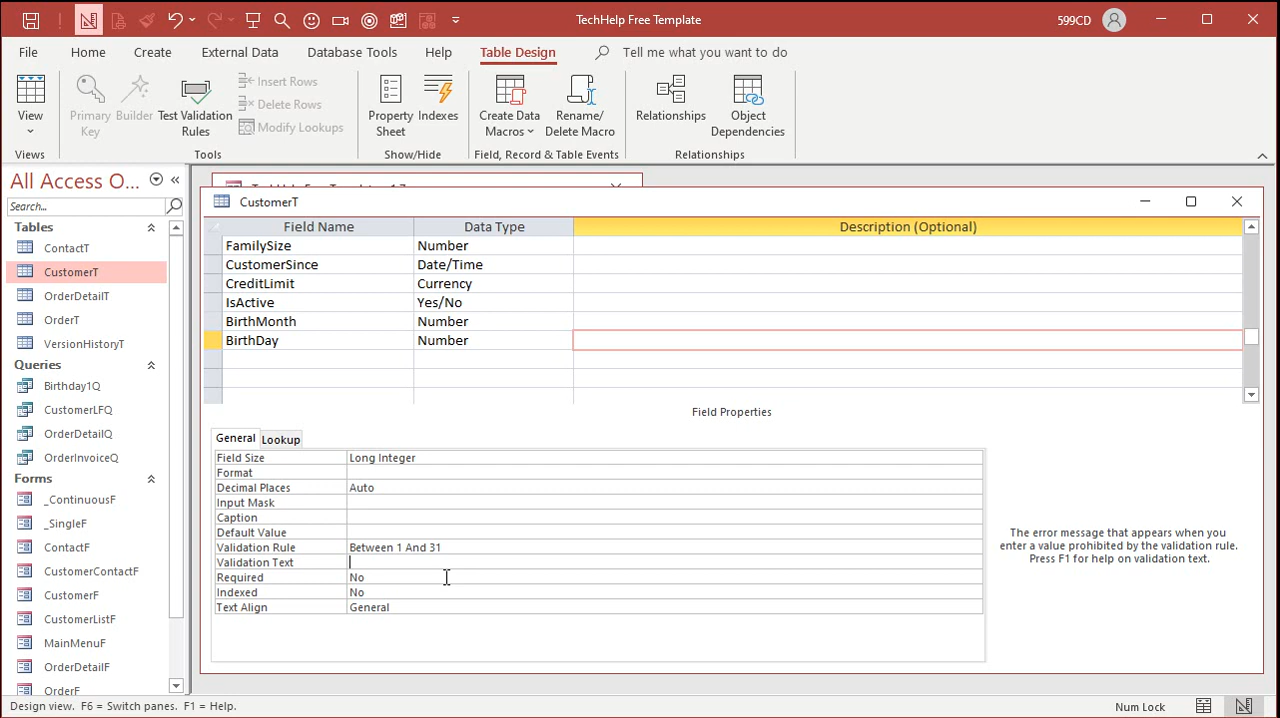 TechHelp Free Template
599CD
File Home Create External Data Database Tools Help Table Design Tell me what you want to do
View
Primary Key
Builder
Test Validation Rules
Insert Rows
Delete Rows
Modify Lookups
Property Sheet
Indexes
Create Data Macros
Rename/ Delete Macro
Relationships
Object Dependencies
Views Tools Show/Hide Field, Record & Table Events Relationships
All Access O...
Search...
Tables
ContactT
CustomerT
OrderDetailT
OrderT
VersionHistoryT
Queries
Birthday1Q
CustomerLFQ
OrderDetailQ
OrderInvoiceQ
Forms
_ContinuousF
_SingleF
ContactF
CustomerContactF
CustomerF
CustomerListF
MainMenuF
OrderDetailF
OrderF
CustomerT
Field Name Data Type Description (Optional)
FamilySize Number
CustomerSince Date/Time
CreditLimit Currency
IsActive Yes/No
BirthMonth Number
BirthDay Number
Field Properties
General Lookup
Field Size Long Integer
Format
Decimal Places Auto
Input Mask
Caption
Default Value
Validation Rule Between 1 And 31
Validation Text
Required No
Indexed No
Text Align General
The error message that appears when you
enter a value prohibited by the validation rule.
Press F1 for help on validation text.
Design view. F6 = Switch panes. F1 = Help. Num Lock